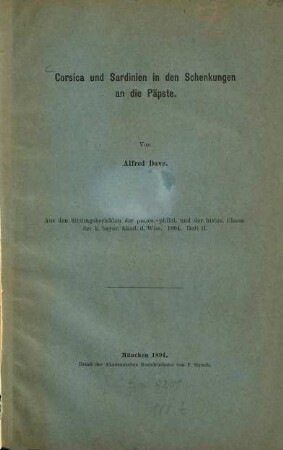 Corsica und Sardinien in den Schenkungen
an die Päpste.
Von
Alfred Dove.
Aus den Sitzungsberichten der philos.-philol. und der histor. Classe
der k. bayer. Akad. d. Wiss. 1894. Heft II.
München 1894.
Druck der Akademischen Buchdruckerei von F. Straub.